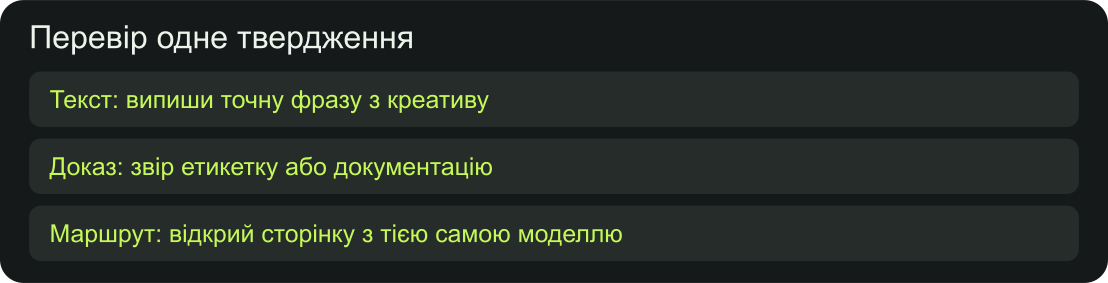 Перевір одне твердження
Текст: випиши точну фразу з креативу
Доказ: звір етикетку або документацію
Маршрут: відкрий сторінку з тією самою моделлю